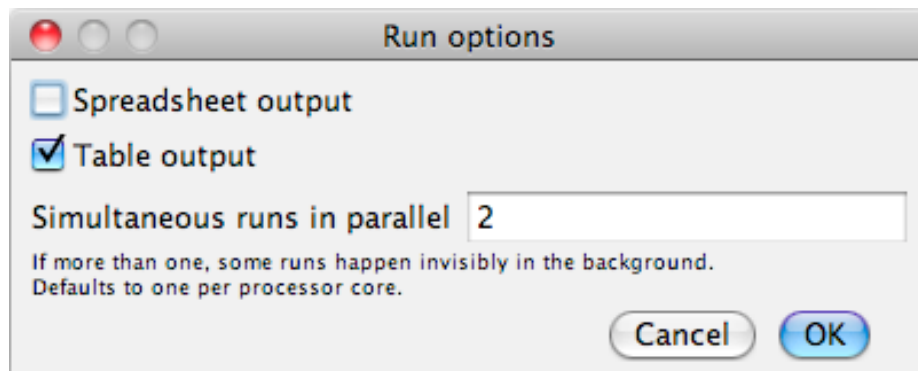 Run options
Spreadsheet output
Table output
Simultaneous runs in parallel 2
If more than one, some runs happen invisibly in the background.
Defaults to one per processor core.
Cancel OK